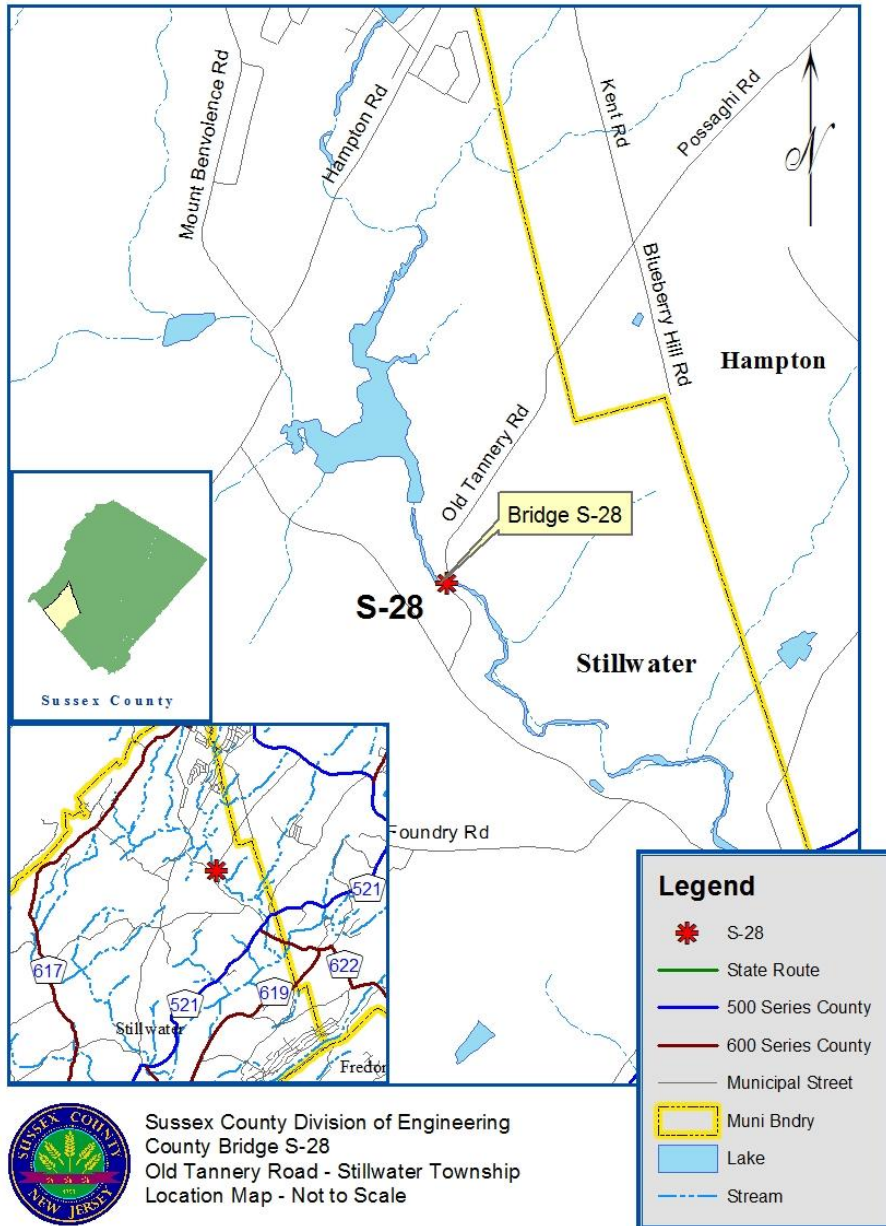 Mount Benvolence Rd
Hampton Rd
Kent Rd
Possaghi Rd
N
Blueberry Hill Rd
Hampton
Old Tannery Rd
Bridge S-28
S-28
Stillwater
Sussex County
Foundry Rd
521
617
622
619
521
Stillwater
Fredon
Legend
S-28
State Route
500 Series County
600 Series County
Municipal Street
Muni Bndry
Lake
Stream
SUSSEX COUNTY
NEW JERSEY
Sussex County Division of Engineering
County Bridge S-28
Old Tannery Road - Stillwater Township
Location Map - Not to Scale